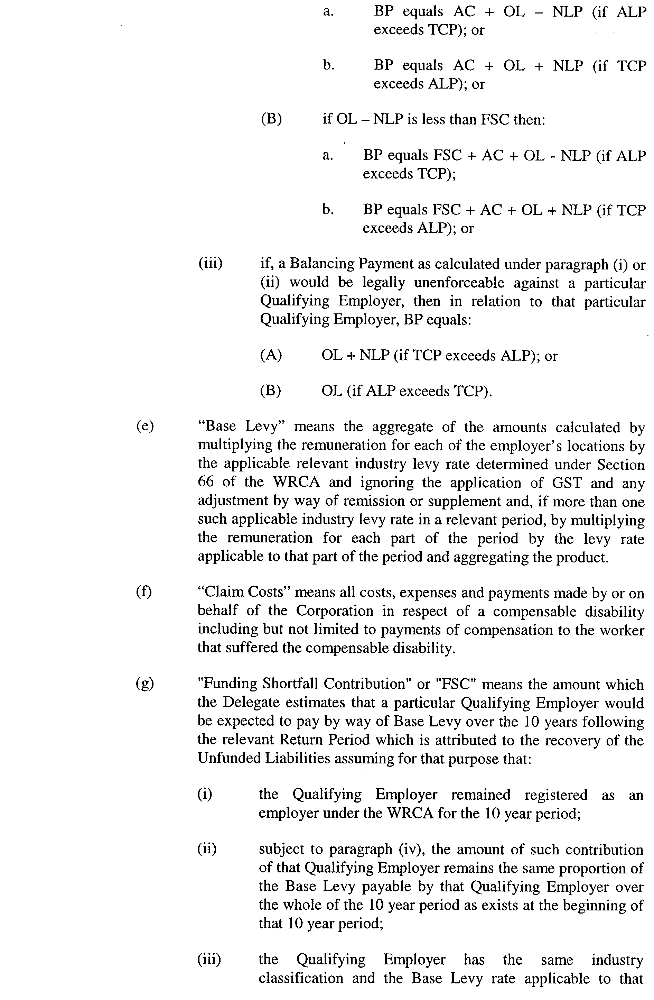 a. BP equals AC + OL – NLP (if ALP
exceeds TCP); or
b. BP equals AC + OL + NLP (if TCP
exceeds ALP); or
(B) if OL – NLP is less than FSC then:
a. BP equals FSC + AC + OL - NLP (if ALP
exceeds TCP);
b. BP equals FSC + AC + OL + NLP (if TCP
exceeds ALP); or
(iii) if, a Balancing Payment as calculated under paragraph (i) or
(ii) would be legally unenforceable against a particular
Qualifying Employer, then in relation to that particular
Qualifying Employer, BP equals:
(A) OL + NLP (if TCP exceeds ALP); or
(B) OL (if ALP exceeds TCP).
(e) “Base Levy” means the aggregate of the amounts calculated by
multiplying the remuneration for each of the employer’s locations by
the applicable relevant industry levy rate determined under Section
66 of the WRCA and ignoring the application of GST and any
adjustment by way of remission or supplement and, if more than one
such applicable industry levy rate in a relevant period, by multiplying
the remuneration for each part of the period by the levy rate
applicable to that part of the period and aggregating the product.
(f) “Claim Costs” means all costs, expenses and payments made by or on
behalf of the Corporation in respect of a compensable disability
including but not limited to payments of compensation to the worker
that suffered the compensable disability.
(g) "Funding Shortfall Contribution" or "FSC" means the amount which
the Delegate estimates that a particular Qualifying Employer would
be expected to pay by way of Base Levy over the 10 years following
the relevant Return Period which is attributed to the recovery of the
Unfunded Liabilities assuming for that purpose that:
(i) the Qualifying Employer remained registered as an
employer under the WRCA for the 10 year period;
(ii) subject to paragraph (iv), the amount of such contribution
of that Qualifying Employer remains the same proportion of
the Base Levy payable by that Qualifying Employer over
the whole of the 10 year period as exists at the beginning of
that 10 year period;
(iii) the Qualifying Employer has the same industry
classification and the Base Levy rate applicable to that